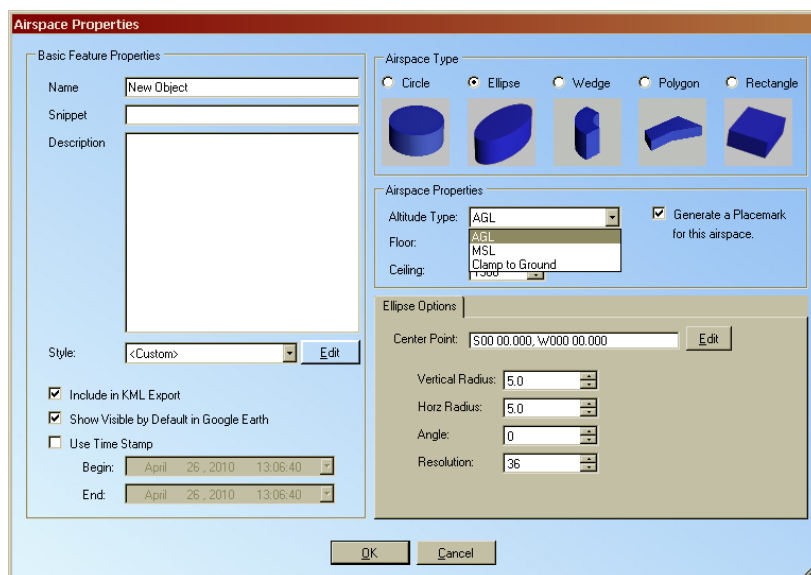 Airspace Properties
Basic Feature Properties
Name New Object
Snippet
Description
Style: <Custom> Edit
Include in KML Export
Show Visible by Default in Google Earth
Use Time Stamp
Begin: April 26 , 2010 13:06:40
End: April 26 , 2010 13:06:40
Airspace Type
Circle Ellipse Wedge Polygon Rectangle
Airspace Properties
Altitude Type: AGL
AGL
MSL
Clamp to Ground
Floor:
Ceiling:
Generate a Placemark
for this airspace.
Ellipse Options
Center Point: S00 00.000, W000 00.000 Edit
Vertical Radius: 5.0
Horz Radius: 5.0
Angle: 0
Resolution: 36
OK Cancel